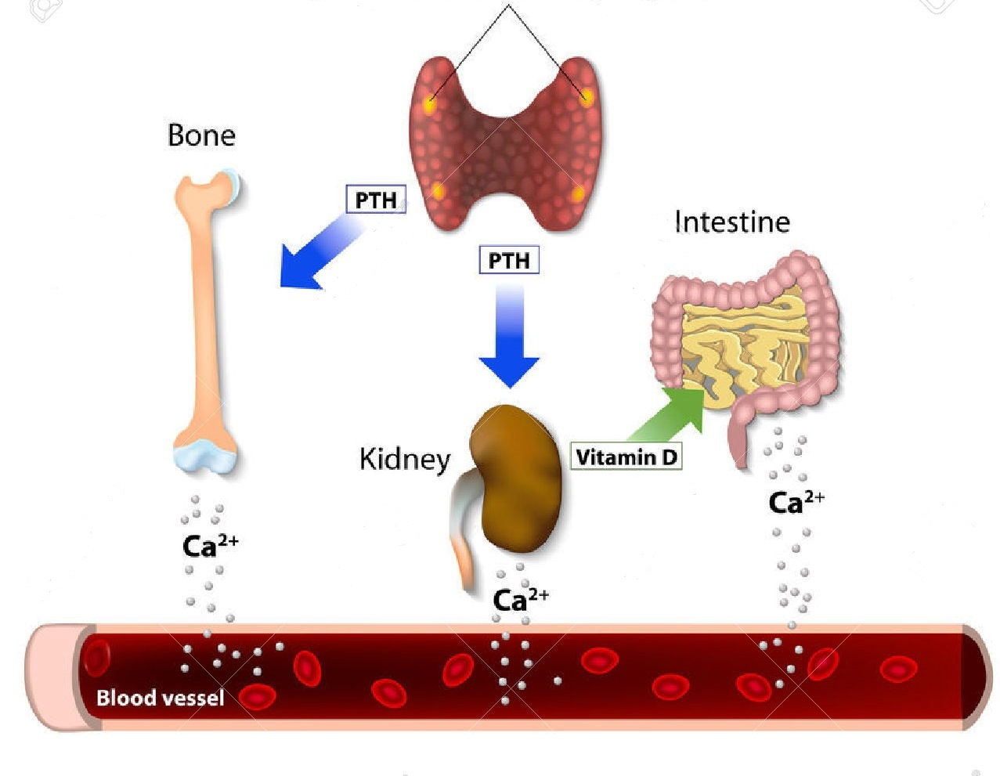 Bone
PTH
PTH
Intestine
Kidney
Vitamin D
Ca²⁺
Ca²⁺
Ca²⁺
Blood vessel